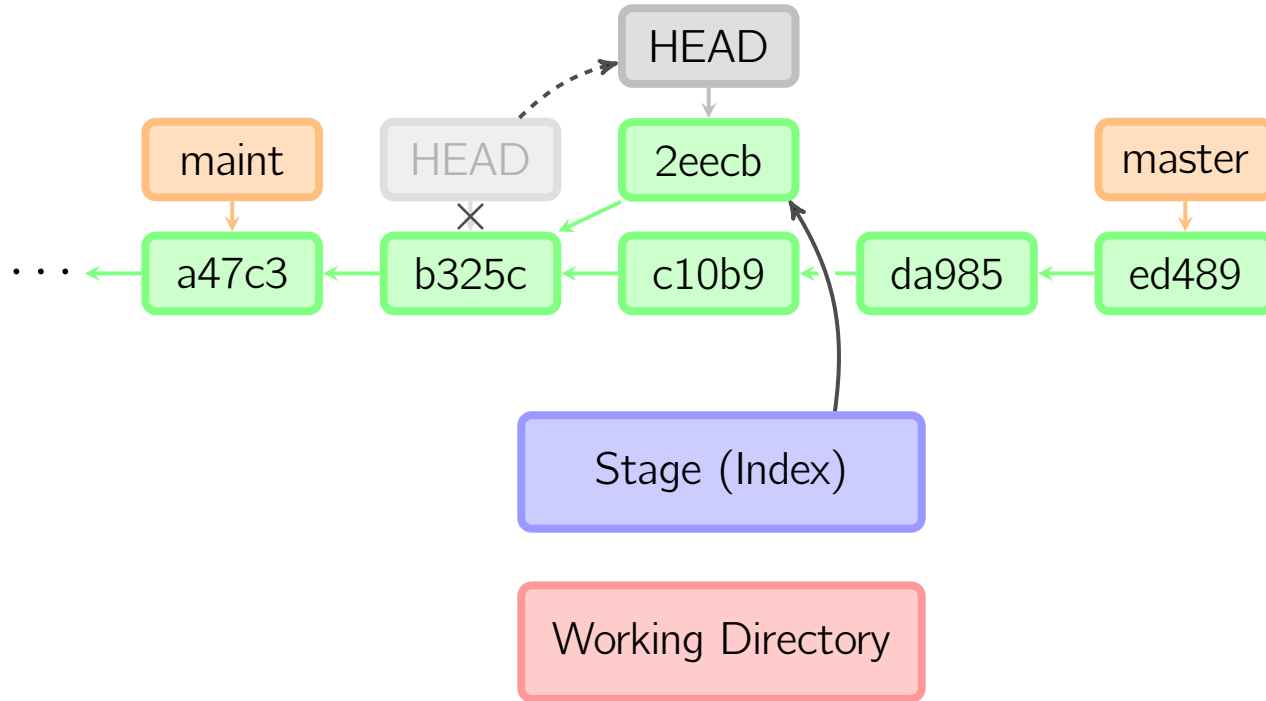 HEAD
maint
HEAD
2eecb
master
. . .
a47c3
b325c
c10b9
da985
ed489
Stage (Index)
Working Directory